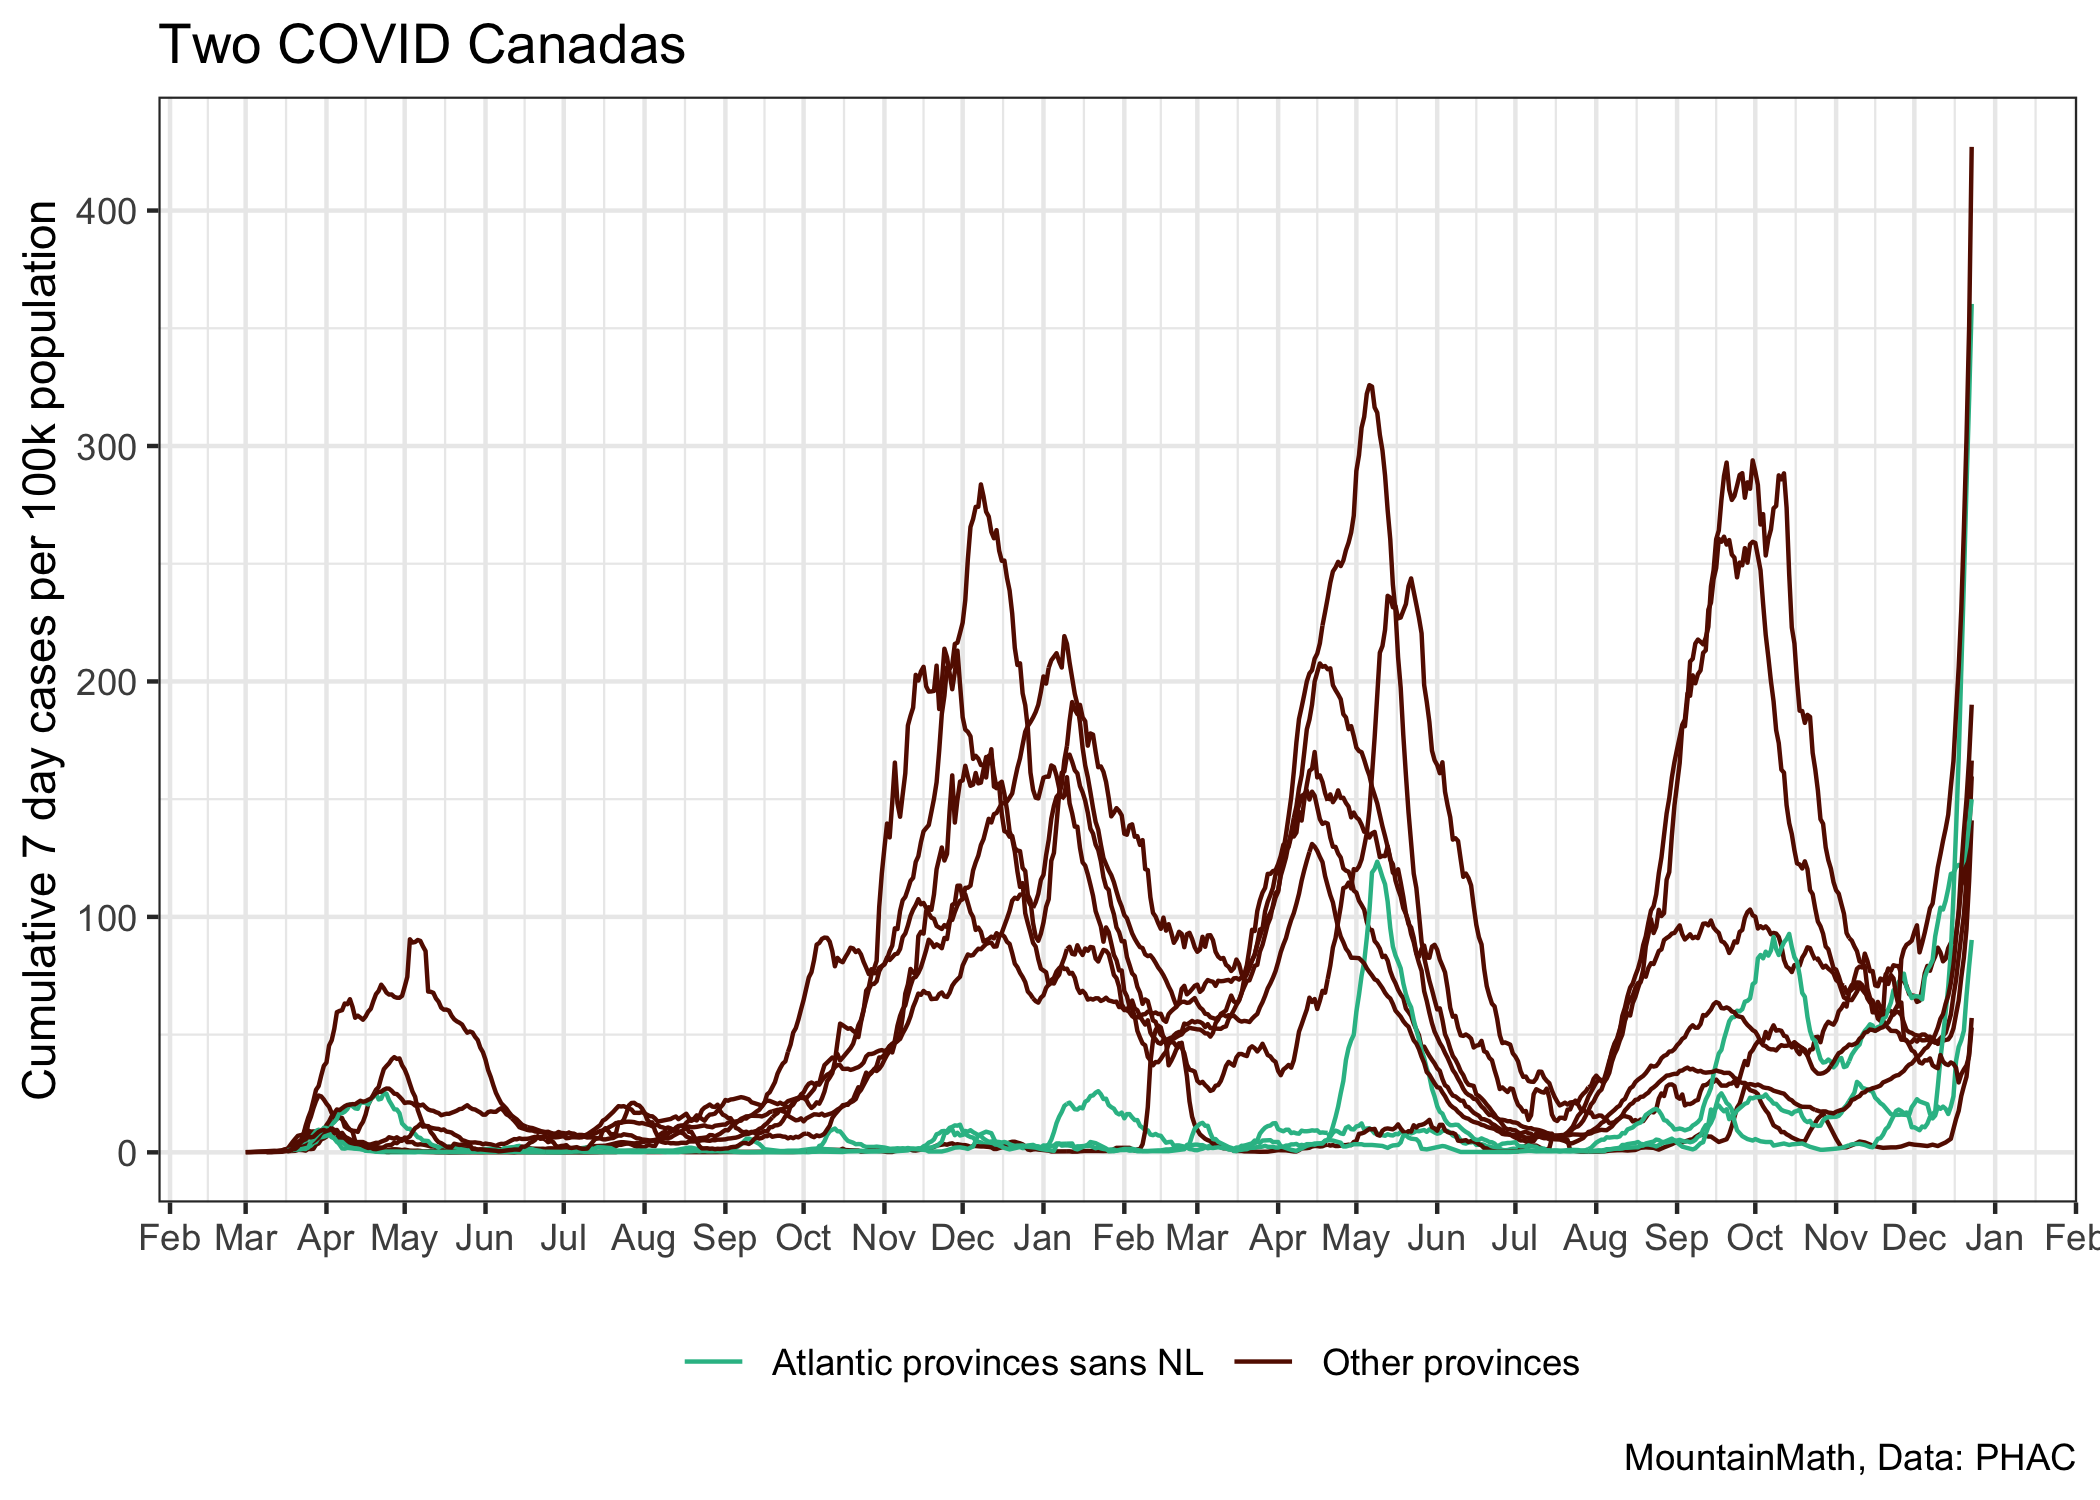 Two COVID Canadas
Cumulative 7 day cases per 100k population
400
300
200
100
0
Feb Mar Apr May Jun Jul Aug Sep Oct Nov Dec Jan Feb Mar Apr May Jun Jul Aug Sep Oct Nov Dec Jan Feb
Atlantic provinces sans NL Other provinces
MountainMath, Data: PHAC